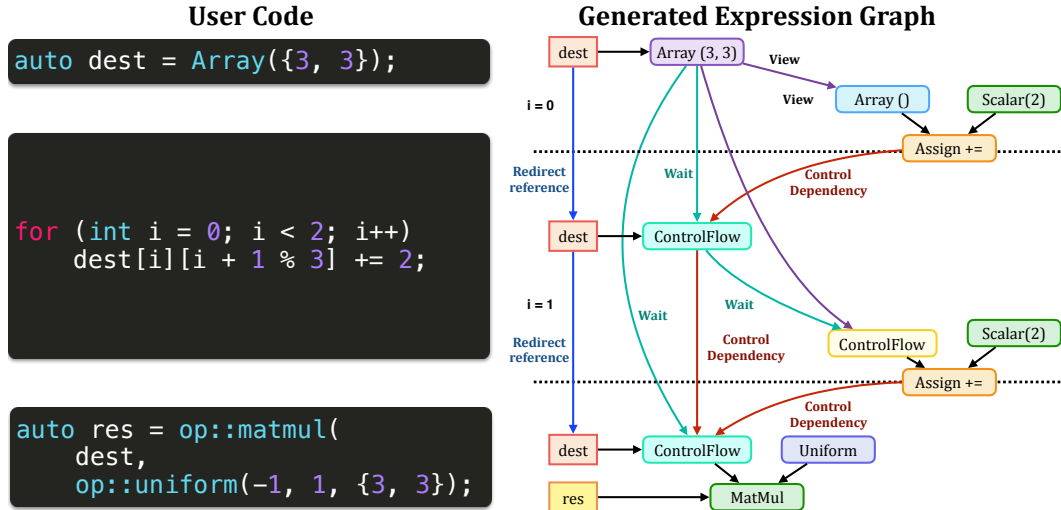 User Code
Generated Expression Graph
auto dest = Array({3, 3});
dest
Array (3, 3)
View
View
i = 0
Array ()
Scalar(2)
Assign +=
Redirect
reference
Wait
Control
Dependency
for (int i = 0; i < 2; i++)
dest[i][i + 1 % 3] += 2;
dest
ControlFlow
i = 1
Wait
Wait
Redirect
reference
Control
Dependency
ControlFlow
Scalar(2)
Assign +=
Control
Dependency
auto res = op::matmul(
dest,
op::uniform(-1, 1, {3, 3});
dest
ControlFlow
Uniform
res
MatMul